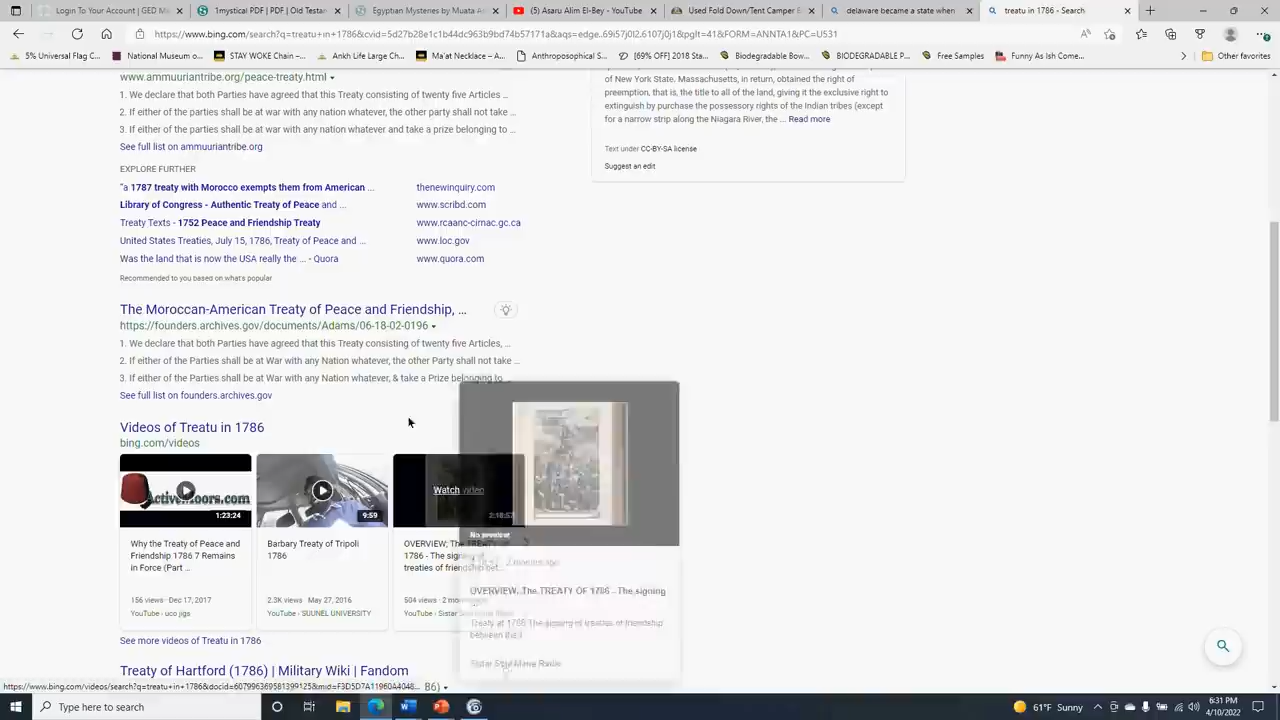 Login To Your Account | GED Mi
1mystical PDF | PDF | Old Testan
Egyptian Mysteries by Muata As
(5) Asaru Alim El-Bey - YouTube
Used Fold Down/Tent Camper B
delaware became a state when
treatu in 1786 - Search
https://www.bing.com/search?q=treatu+in+1786&cvid=5d27b28e1c1b44dc963b9bd74b57171a&aqs=edge..69i57j0l2.6107j0j1&pglt=41&FORM=ANNTA1&PC=U531
5% Universal Flag C...
National Museum o...
STAY WOKE Chain –...
Ma'at Necklace – A...
Anthroposophical S...
[69% OFF] 2018 Sta...
Biodegradable Bow...
BIODEGRADABLE P...
Free Samples
Funny As Ish Come...
Other favorites
www.ammuuriantribe.org/peace-treaty.html
1. We declare that both Parties have agreed that this Treaty consisting of twenty five Articles ...
2. If either of the parties shall be at war with any nation whatever, the other party shall not take ...
3. If either of the parties shall be at war with any nation whatever and take a prize belonging to ...
See full list on ammuuriantribe.org
EXPLORE FURTHER
"a 1787 treaty with Morocco exempts them from American ... thenewinquiry.com
Library of Congress - Authentic Treaty of Peace and ... www.scribd.com
Treaty Texts - 1752 Peace and Friendship Treaty www.rcaanc-cirnac.gc.ca
United States Treaties, July 15, 1786, Treaty of Peace and ... www.loc.gov
Was the land that is now the USA really the ... - Quora www.quora.com
Recommended to you based on what's popular
The Moroccan-American Treaty of Peace and Friendship, ...
https://founders.archives.gov/documents/Adams/06-18-02-0196
1. We declare that both Parties have agreed that this Treaty consisting of twenty five Articles, ...
2. If either of the Parties shall be at War with any Nation whatever, the other Party shall not take ...
3. If either of the Parties shall be at War with any Nation whatever, & take a Prize belonging to ...
See full list on founders.archives.gov
Videos of Treatu in 1786
bing.com/videos
ActiveMoors.com
1:23:24
9:59
Watch video
2:18:57
Why the Treaty of Peace and
Friendship 1786 7 Remains
in Force (Part ...
156 views · Dec 17, 2017
YouTube › uco jigs
Barbary Treaty of Tripoli
1786
2.3K views · May 27, 2016
YouTube › SUUNEL UNIVERSITY
OVERVIEW; The TREATY OF
1786 - The signing
treaties of friendship bet...
504 views · 2 mo
YouTube › Sistar
No preview
OVERVIEW; The TREATY OF 1786 - The signing
...
Treaty of 1786 The signing of treaties of friendship
between the t
See more videos of Treatu in 1786
Treaty of Hartford (1786) | Military Wiki | Fandom
86)
of New York State. Massachusetts, in return, obtained the right of
preemption, that is, the title to all of the land, giving it the exclusive right to
extinguish by purchase the possessory rights of the Indian tribes (except
for a narrow strip along the Niagara River, the ... Read more
Text under CC-BY-SA license
Suggest an edit
https://www.bing.com/videos/search?q=treatu+in+1786&docid=607996369581399125&mid=F3D5D7A11960A4048...
Type here to search
61°F Sunny
6:31 PM
4/10/2022